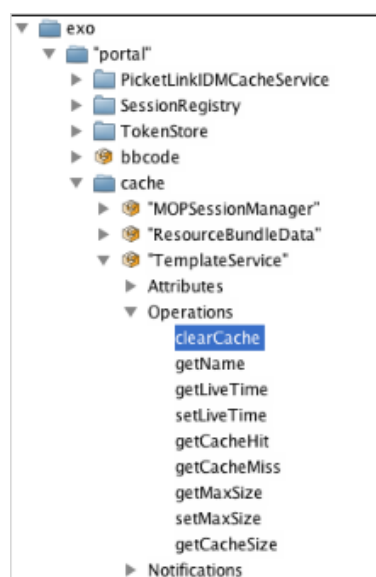 exo
"portal"
PicketLinkIDMCacheService
SessionRegistry
TokenStore
bbcode
cache
"MOPSessionManager"
"ResourceBundleData"
"TemplateService"
Attributes
Operations
clearCache
getName
getLiveTime
setLiveTime
getCacheHit
getCacheMiss
getMaxSize
setMaxSize
getCacheSize
Notifications